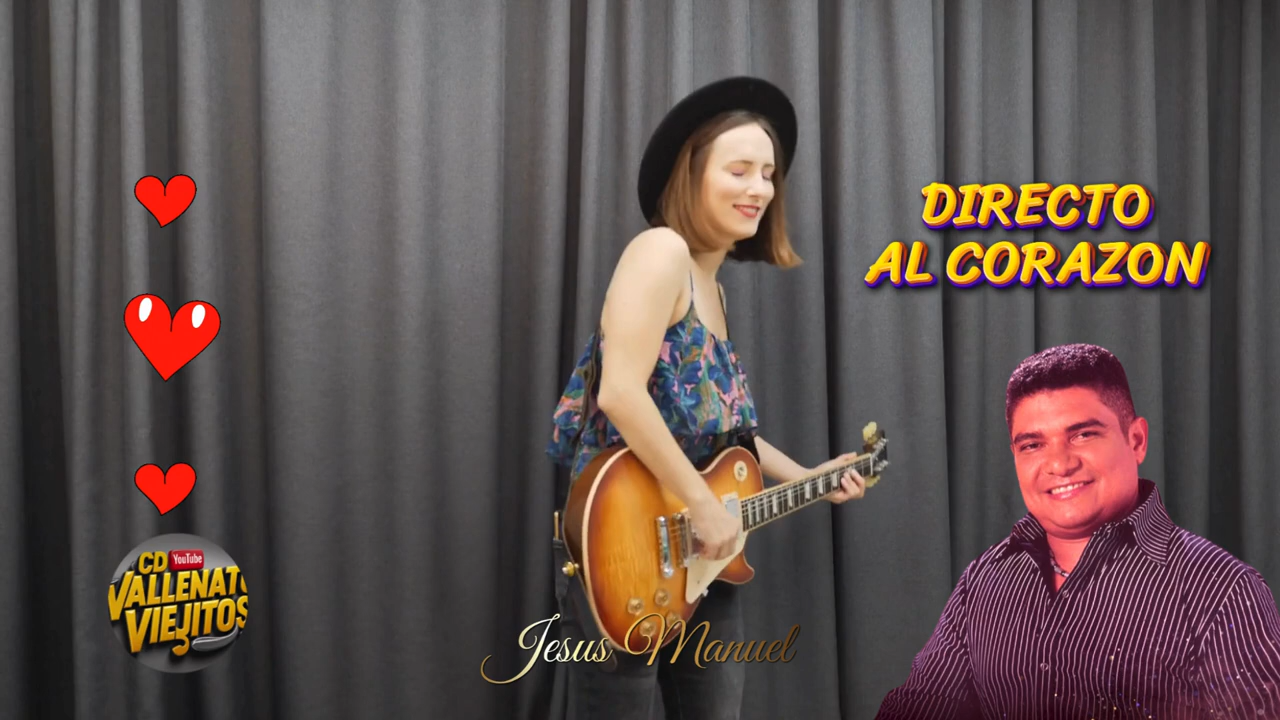 DIRECTO
AL CORAZON
CD YouTube
VALLENATO
VIEJITOS
Jesus Manuel